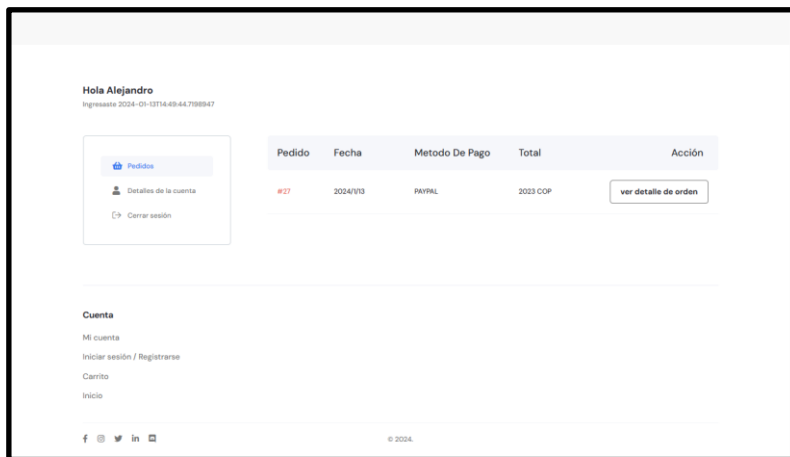 Hola Alejandro
Ingresaste 2024-01-13T14:49:44.7198947
Pedidos
Detalles de la cuenta
Cerrar sesión
Pedido Fecha Metodo De Pago Total Acción
#27 2024/1/13 PAYPAL 2023 COP ver detalle de orden
Cuenta
Mi cuenta
Iniciar sesión / Registrarse
Carrito
Inicio
© 2024.